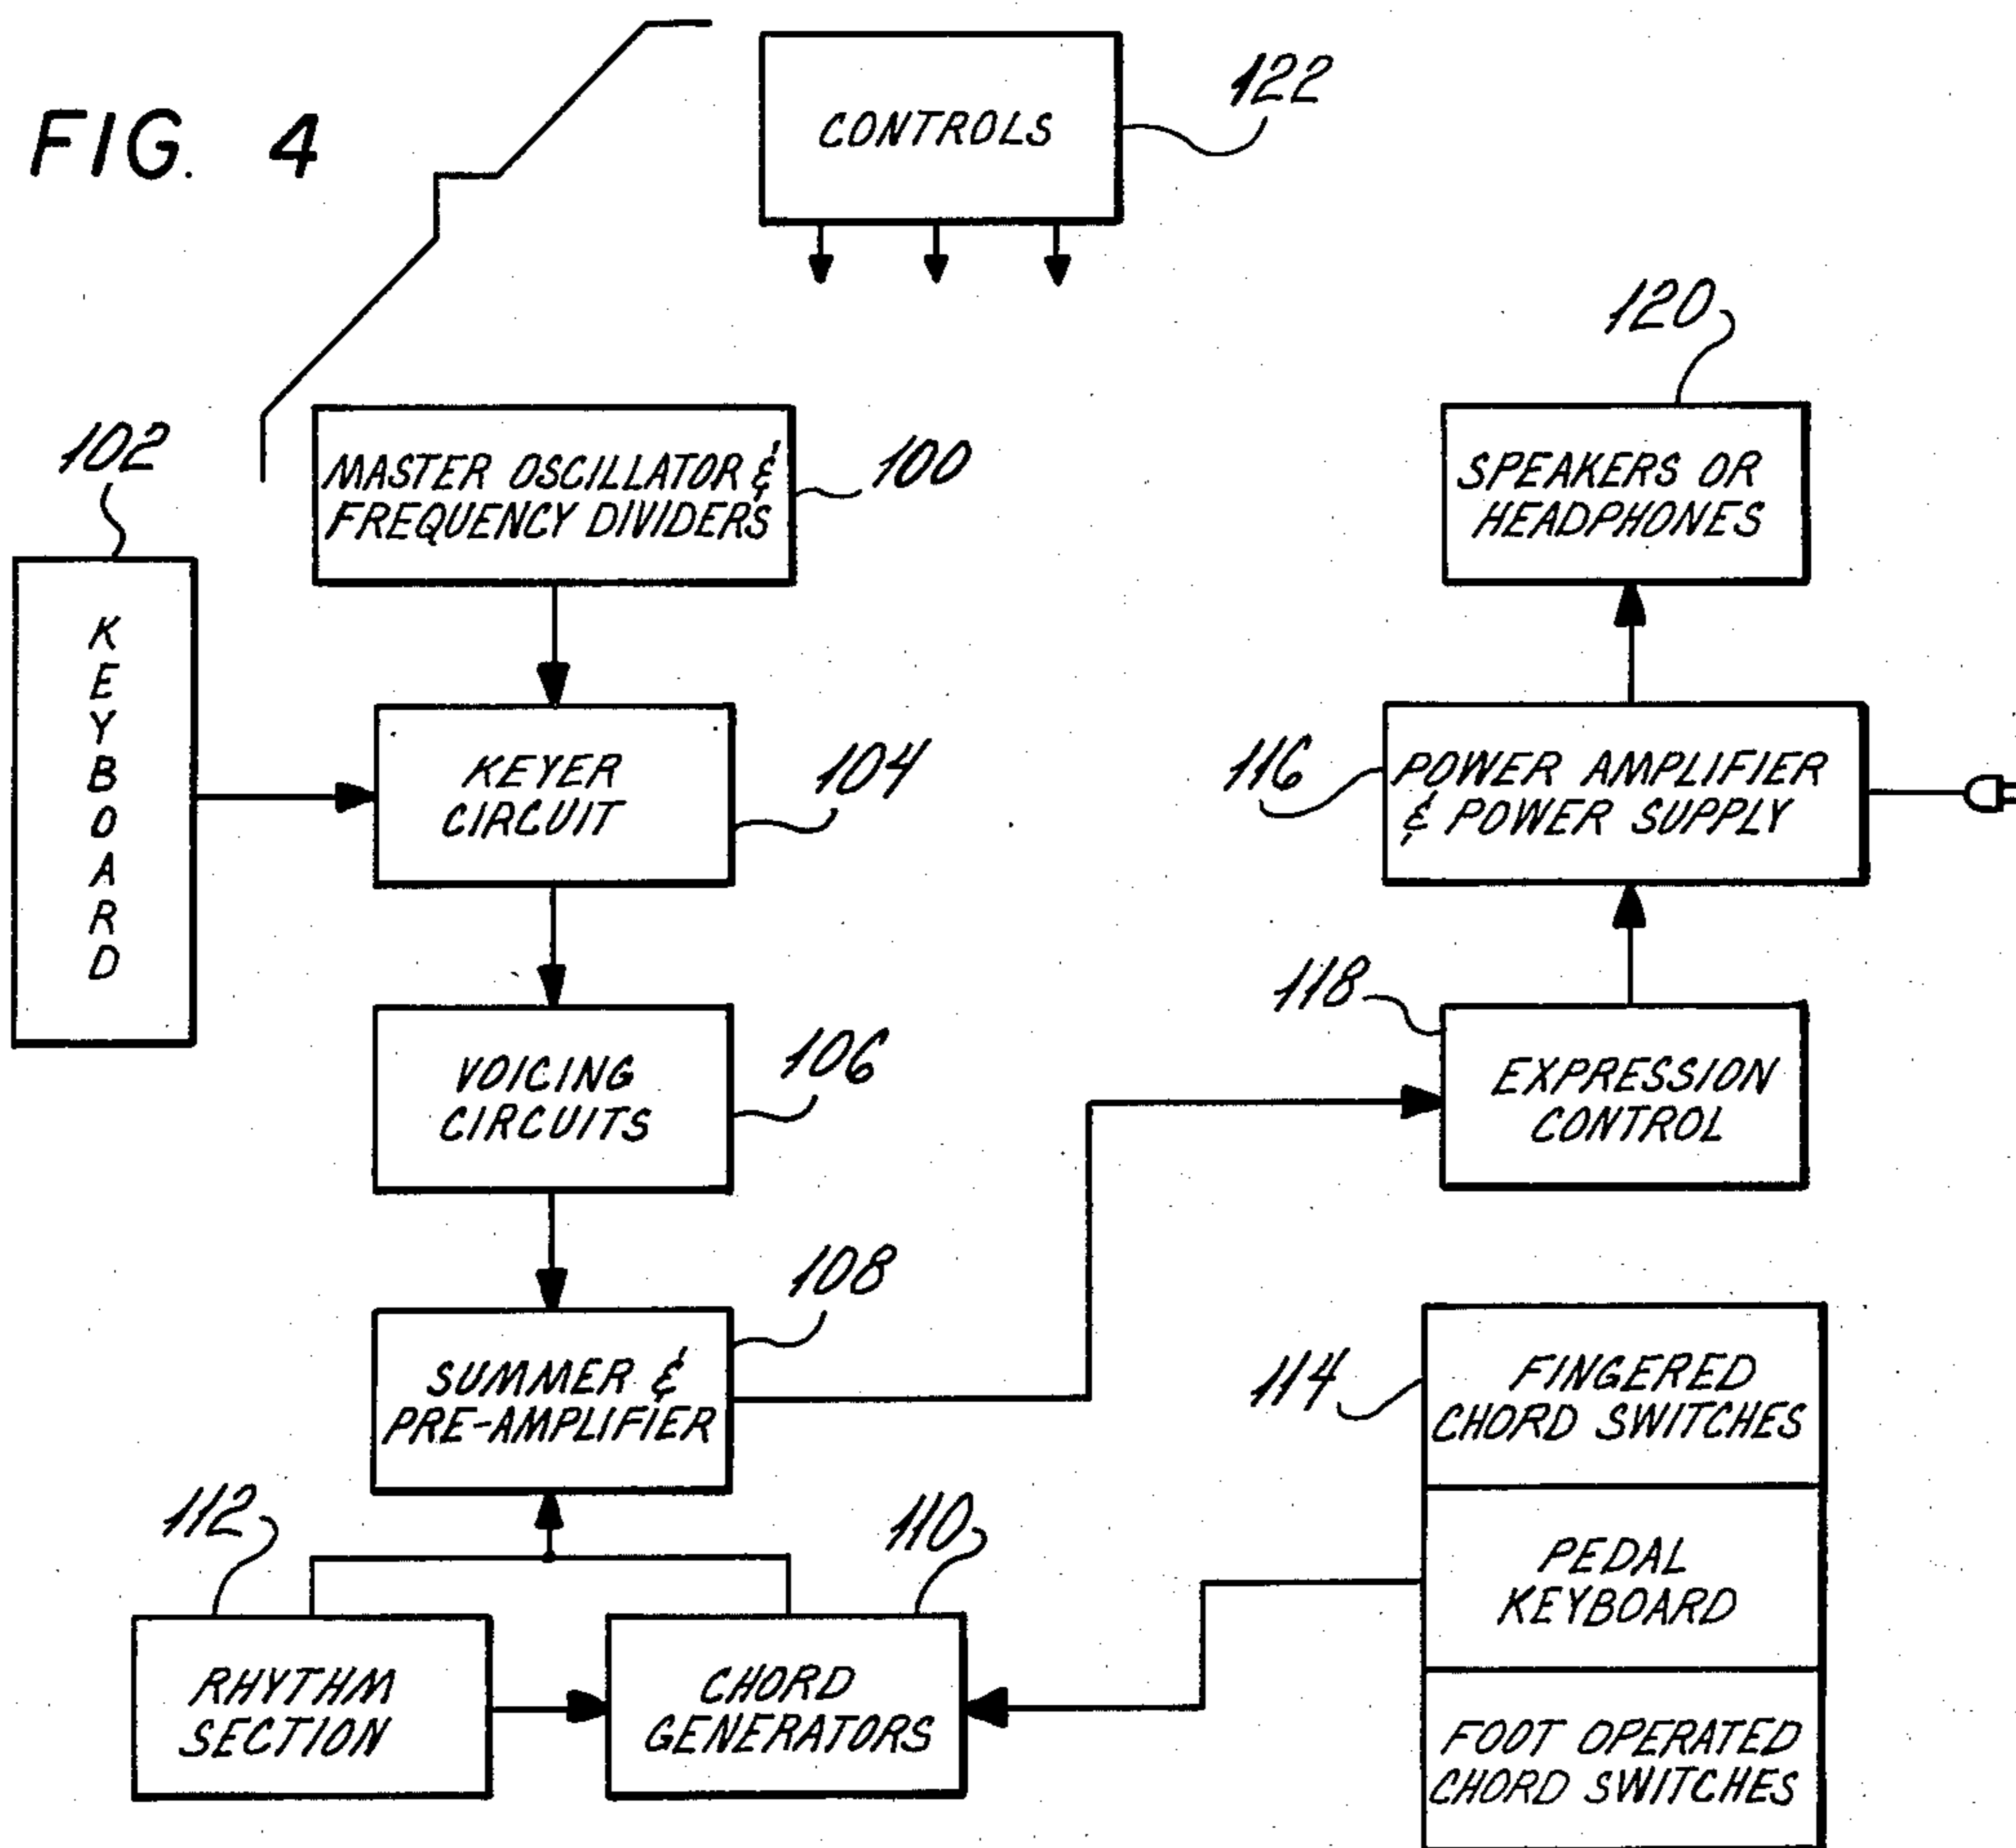 FIG. 4
CONTROLS
122
120
102
MASTER OSCILLATOR &
FREQUENCY DIVIDERS
100
SPEAKERS OR
HEADPHONES
KEYBOARD
KEYER
CIRCUIT
104
116
POWER AMPLIFIER
& POWER SUPPLY
118
VOICING
CIRCUITS
106
EXPRESSION
CONTROL
108
SUMMER &
PRE-AMPLIFIER
114
FINGERED
CHORD SWITCHES
112
110
PEDAL
KEYBOARD
RHYTHM
SECTION
CHORD
GENERATORS
FOOT OPERATED
CHORD SWITCHES